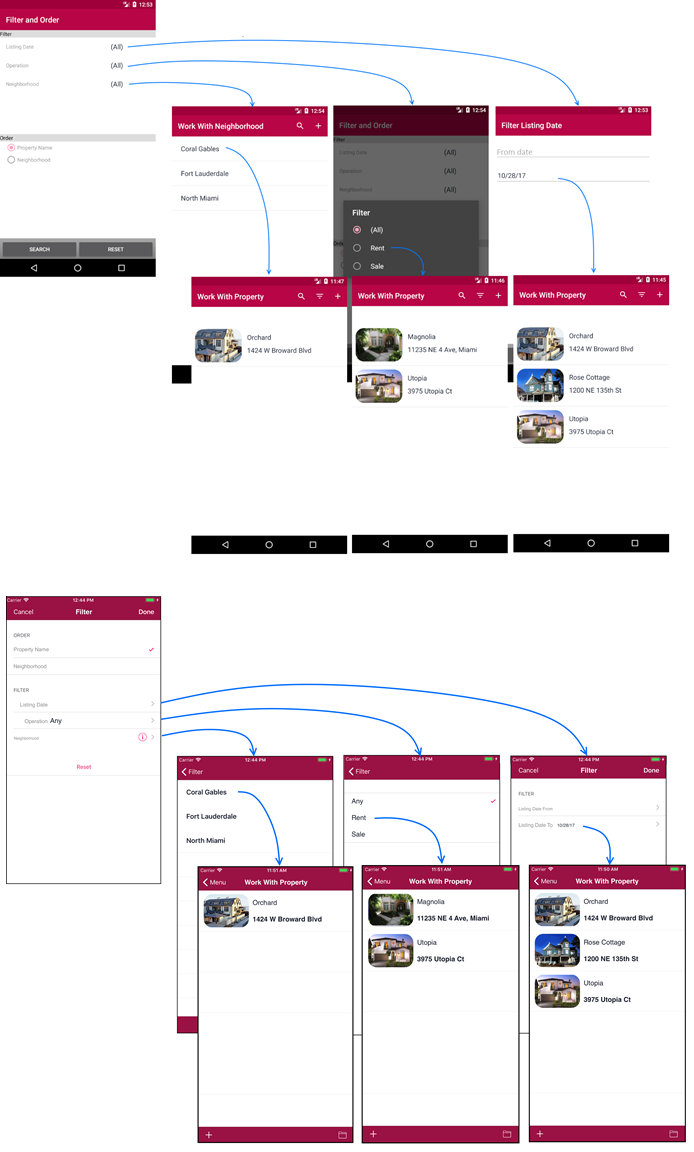 12:53
Filter and Order
Filter
Listing Date (All)
Operation (All)
Neighborhood (All)
Order
Property Name
Neighborhood
SEARCH RESET
12:54
Work With Neighborhood
Coral Gables
Fort Lauderdale
North Miami
12:54
Filter and Order
Filter
Listing Date (All)
Operation (All)
Neighborhood (All)
Filter
(All)
Rent
Sale
12:53
Filter Listing Date
From date
10/28/17
11:47
Work With Property
Orchard
1424 W Broward Blvd
11:46
Work With Property
Magnolia
11235 NE 4 Ave, Miami
Utopia
3975 Utopia Ct
11:45
Work With Property
Orchard
1424 W Broward Blvd
Rose Cottage
1200 NE 135th St
Utopia
3975 Utopia Ct
Carrier 12:44 PM
Cancel Filter Done
ORDER
Property Name
Neighborhood
FILTER
Listing Date
Operation Any
Neighborhood
Reset
Carrier 12:44 PM
Filter
Coral Gables
Fort Lauderdale
North Miami
Carrier 12:44 PM
Filter
Any
Rent
Sale
Carrier 12:44 PM
Cancel Filter Done
FILTER
Listing Date From
Listing Date To 10/28/17
Carrier 11:51 AM
Menu Work With Property
Orchard
1424 W Broward Blvd
Carrier 11:51 AM
Menu Work With Property
Magnolia
11235 NE 4 Ave, Miami
Utopia
3975 Utopia Ct
Carrier 11:50 AM
Menu Work With Property
Orchard
1424 W Broward Blvd
Rose Cottage
1200 NE 135th St
Utopia
3975 Utopia Ct